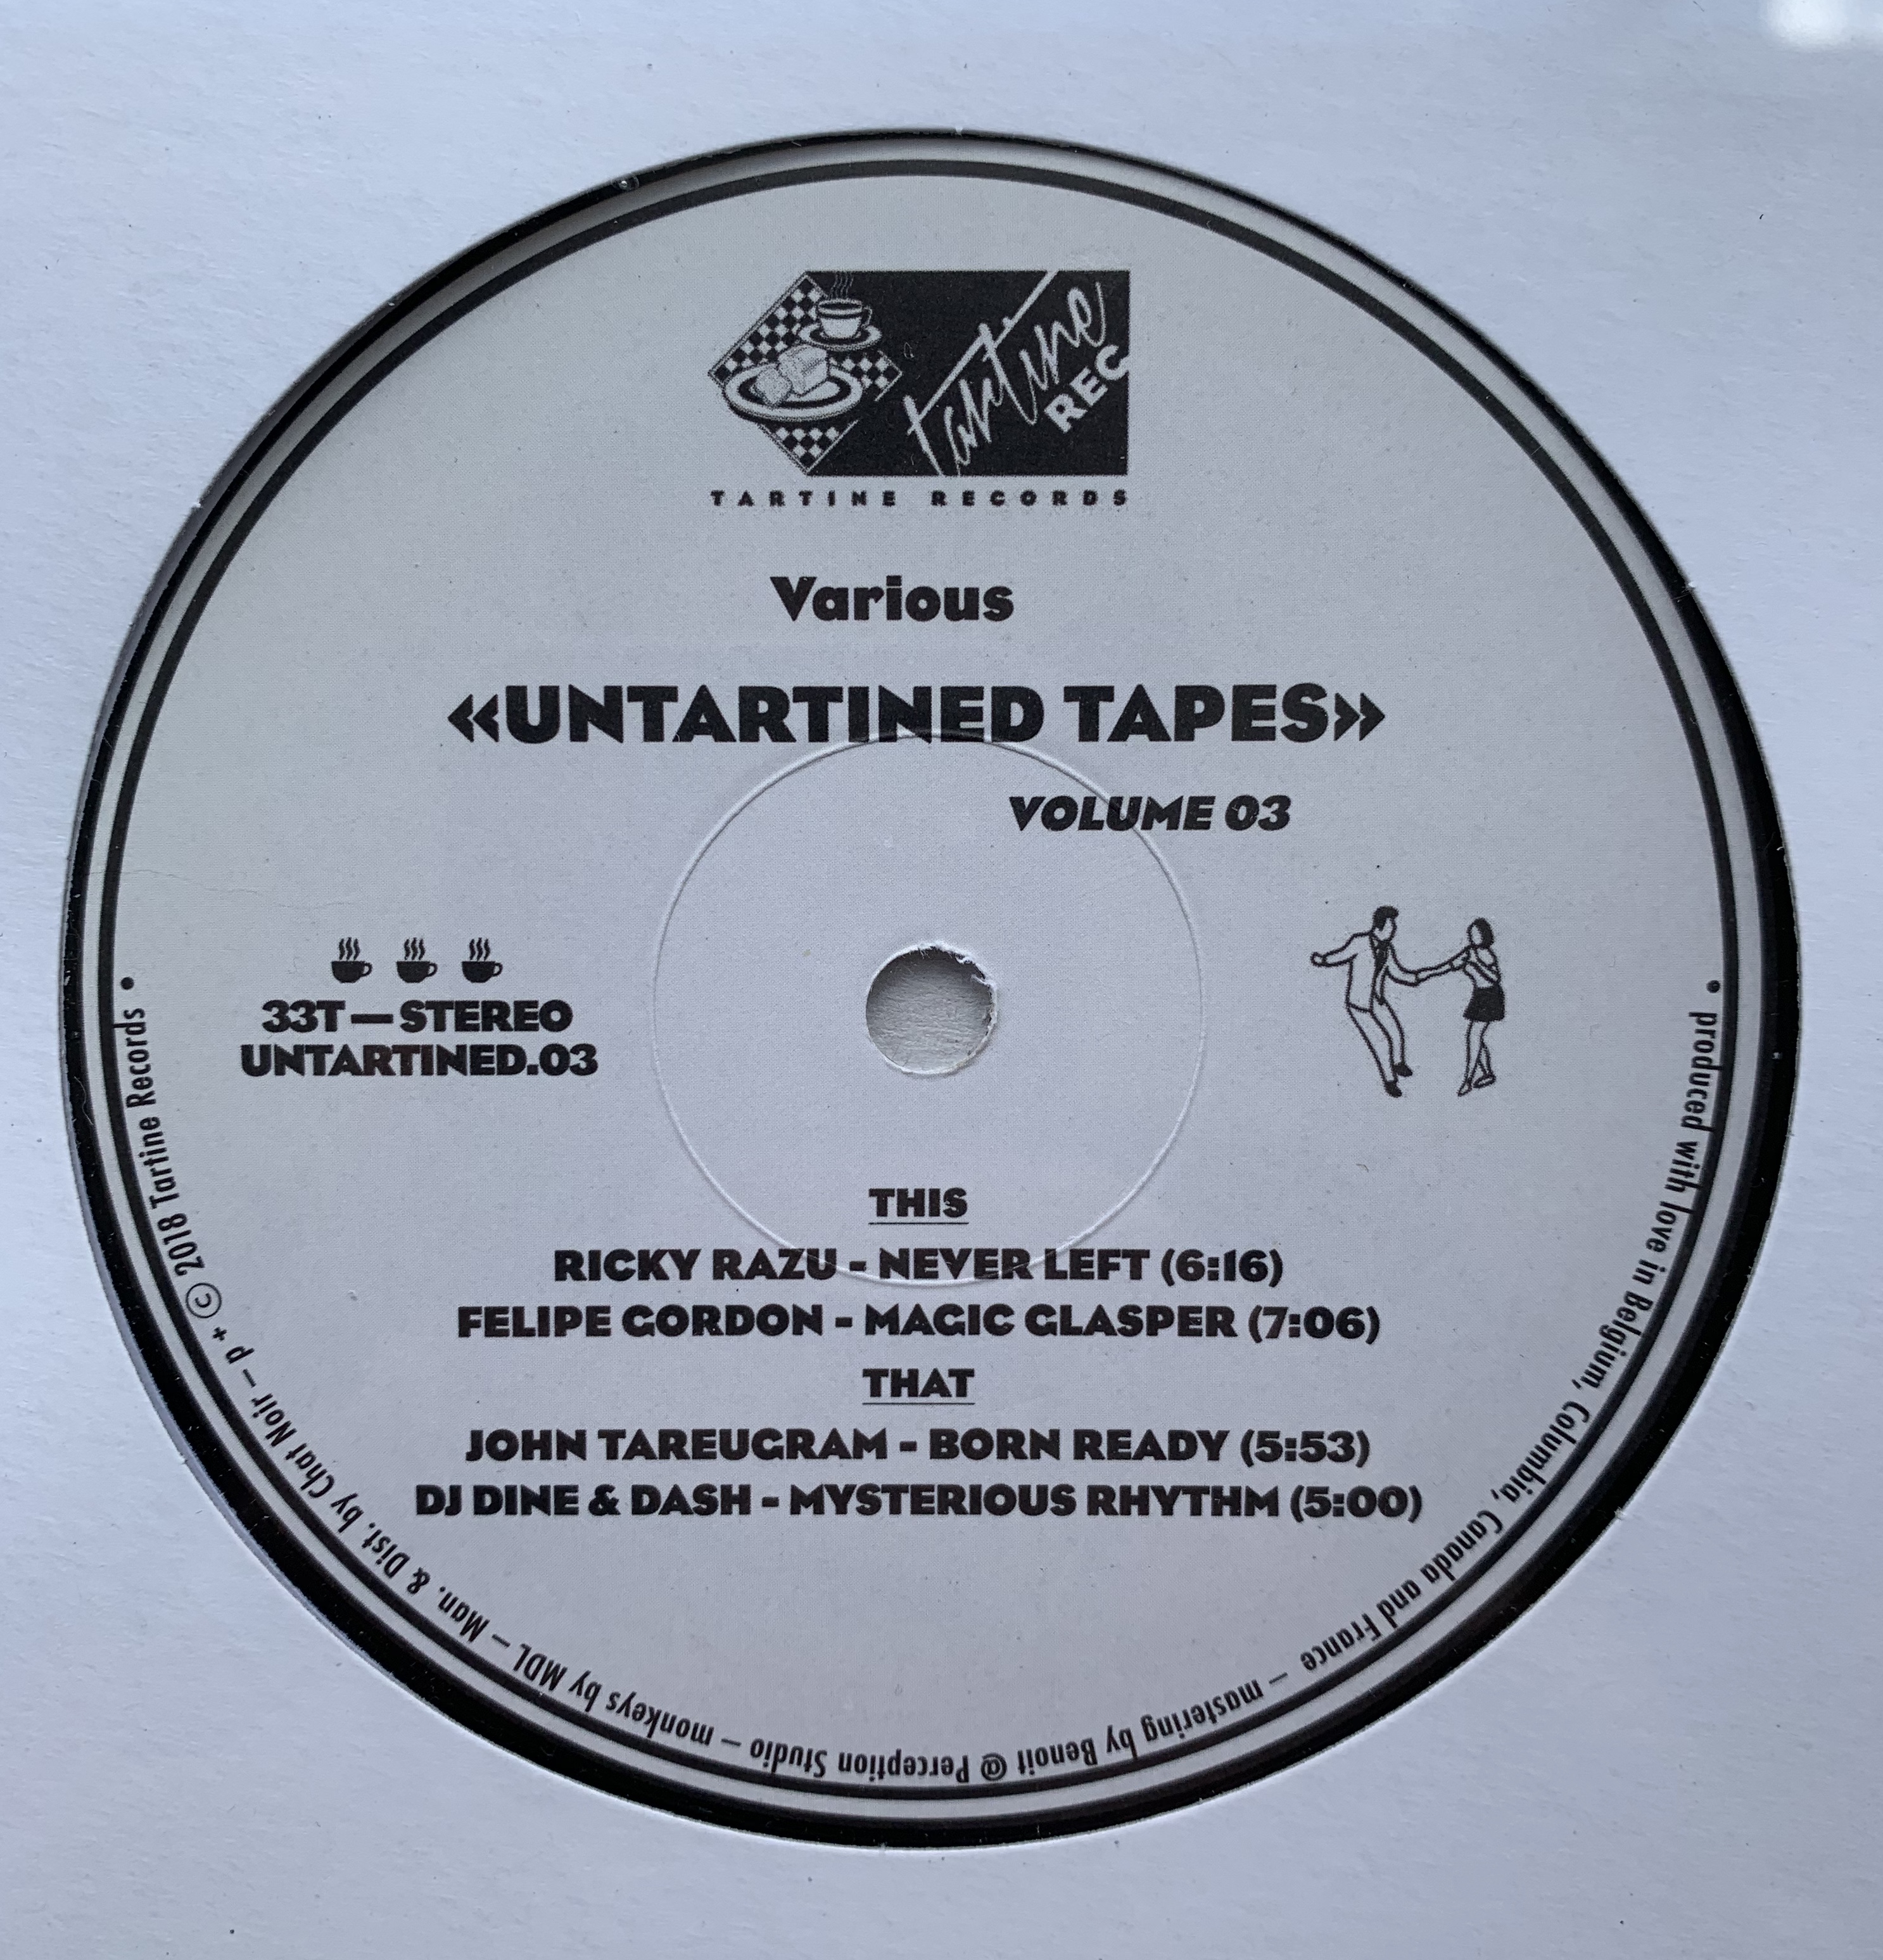 tartine
REC
TARTINE RECORDS
Various
«UNTARTINED TAPES»
VOLUME 03
33T—STEREO
UNTARTINED.03
THIS
RICKY RAZU - NEVER LEFT (6:16)
FELIPE GORDON - MAGIC GLASPER (7:06)
THAT
JOHN TAREUGRAM - BORN READY (5:53)
DJ DINE & DASH - MYSTERIOUS RHYTHM (5:00)
• produced with love in Belgium, Columbia, Canada and France – mastering by Benoit @ Perception Studio – monkeys by MDL – Man. & Dist. by Chat Noir – p + © 2018 Tartine Records •